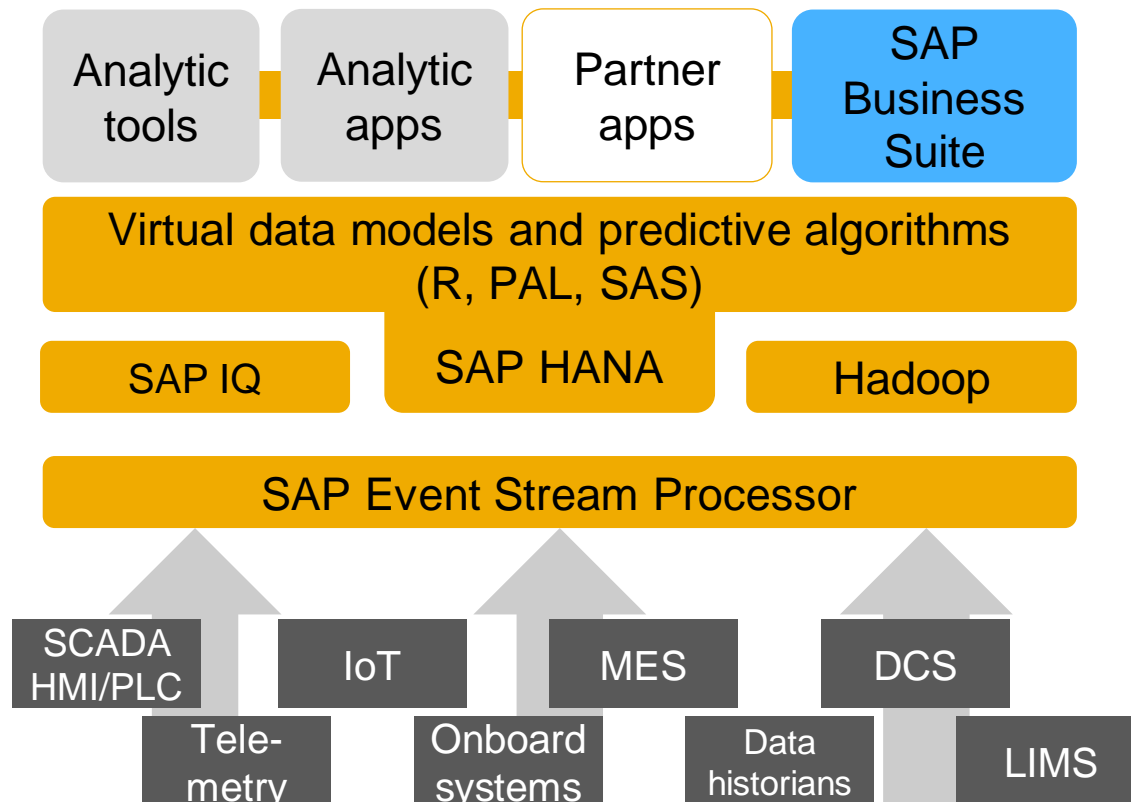 Analytic
tools
Analytic
apps
Partner
apps
SAP
Business
Suite
Virtual data models and predictive algorithms
(R, PAL, SAS)
SAP IQ
SAP HANA
Hadoop
SAP Event Stream Processor
SCADA
HMI/PLC
IoT
MES
DCS
Tele-
metry
Onboard
systems
Data
historians
LIMS